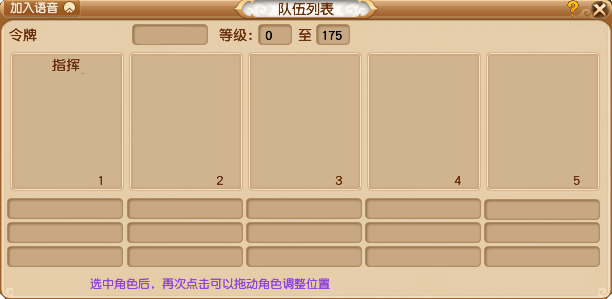 加入语音
队伍列表
?
令牌 等级: 0 至 175
指挥
1 2 3 4 5
选中角色后，再次点击可以拖动角色调整位置